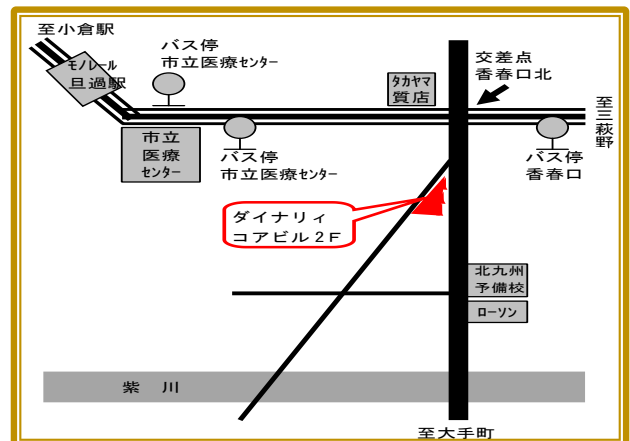 至小倉駅
モノレール
旦過駅
バス停
市立医療センター
タカヤマ
質店
交差点
香春口北
至三萩野
市立
医療
センター
バス停
市立医療センター
バス停
香春口
ダイナリィ
コアビル2F
北九州
予備校
ローソン
紫 川
至大手町